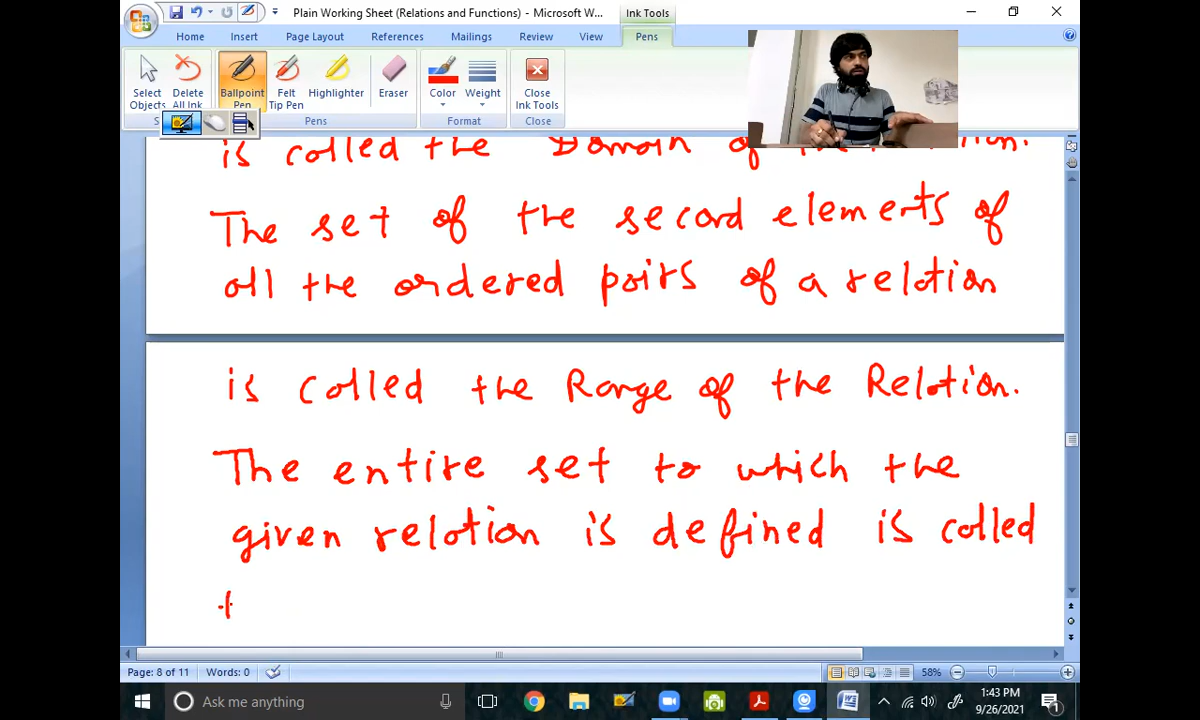 Plain Working Sheet (Relations and Functions) - Microsoft W...
Ink Tools
Home Insert Page Layout References Mailings Review View Pens
Select Objects
Delete All Ink
Ballpoint Pen
Felt Tip Pen
Highlighter
Eraser
Color
Weight
Close Ink Tools
Pens
Format
Close
is called the Domain of
The set of the second elements of
all the ordered pairs of a relation
is called the Range of the Relation.
The entire set to which the
given relation is defined is called
t
Page: 8 of 11 Words: 0 58%
Ask me anything
1:43 PM
9/26/2021